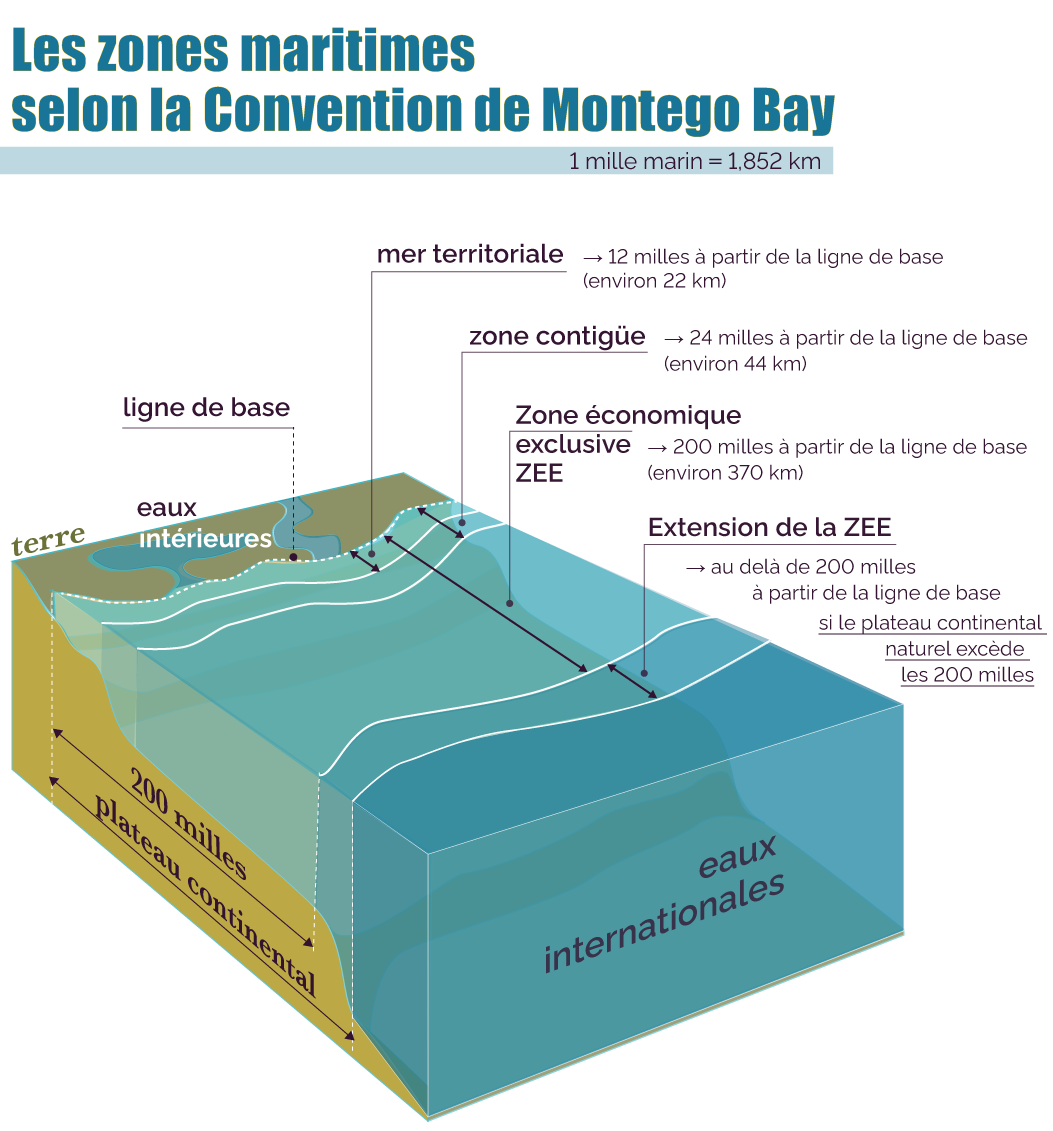 Les zones maritimes
selon la Convention de Montego Bay
1 mille marin = 1,852 km
mer territoriale → 12 milles à partir de la ligne de base
(environ 22 km)
zone contigüe → 24 milles à partir de la ligne de base
(environ 44 km)
ligne de base
Zone économique
exclusive → 200 milles à partir de la ligne de base
ZEE (environ 370 km)
eaux
intérieures
terre
Extension de la ZEE
→ au delà de 200 milles
à partir de la ligne de base
si le plateau continental
naturel excède
les 200 milles
200 milles
plateau continental
eaux
internationales